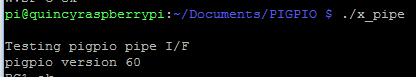 pi@quincyraspberrypi:~/Documents/PIGPIO $ ./x_pipe
Testing pigpio pipe I/F
pigpio version 60